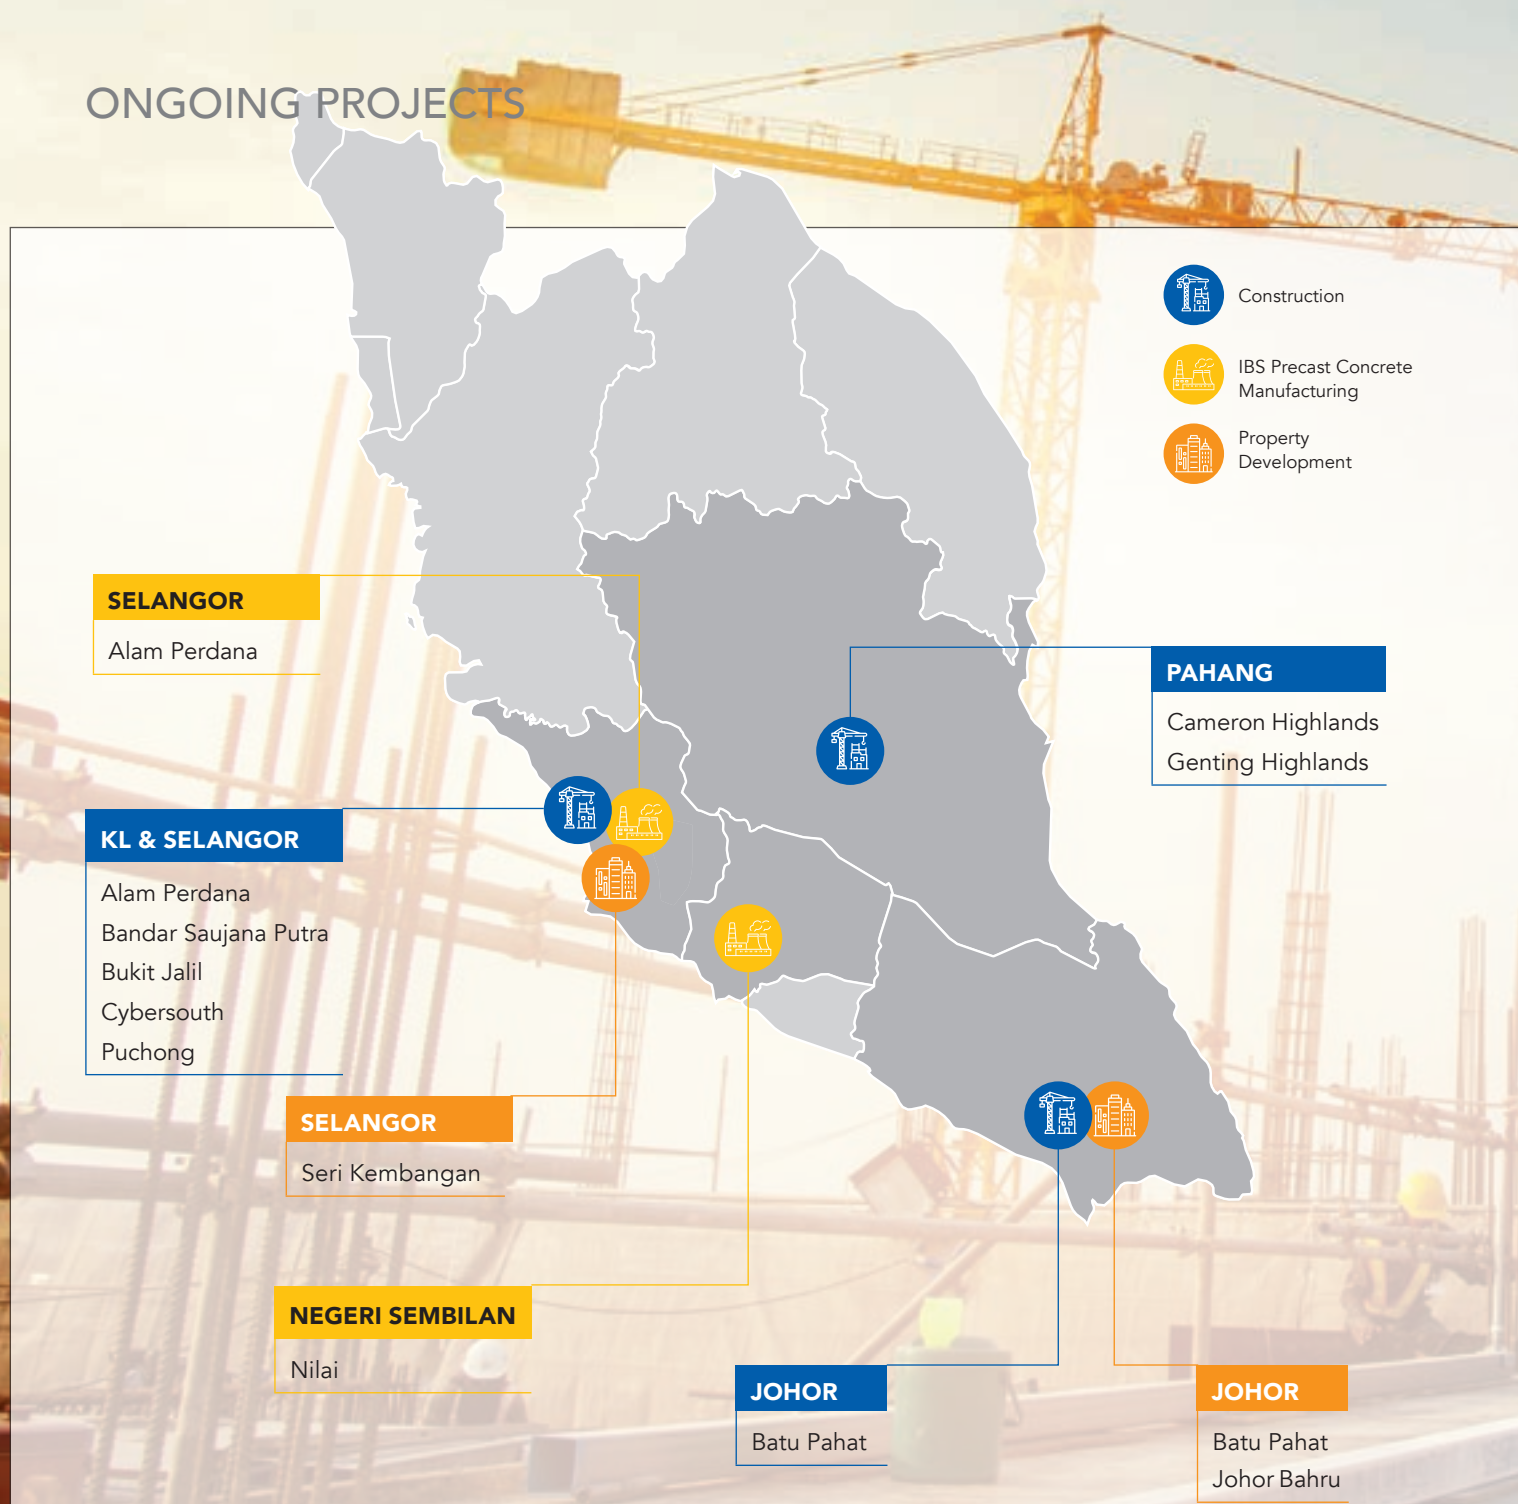 ONGOING PROJECTS
Construction
IBS Precast Concrete
Manufacturing
Property
Development
SELANGOR
Alam Perdana
PAHANG
Cameron Highlands
Genting Highlands
KL & SELANGOR
Alam Perdana
Bandar Saujana Putra
Bukit Jalil
Cybersouth
Puchong
SELANGOR
Seri Kembangan
NEGERI SEMBILAN
Nilai
JOHOR
Batu Pahat
JOHOR
Batu Pahat
Johor Bahru